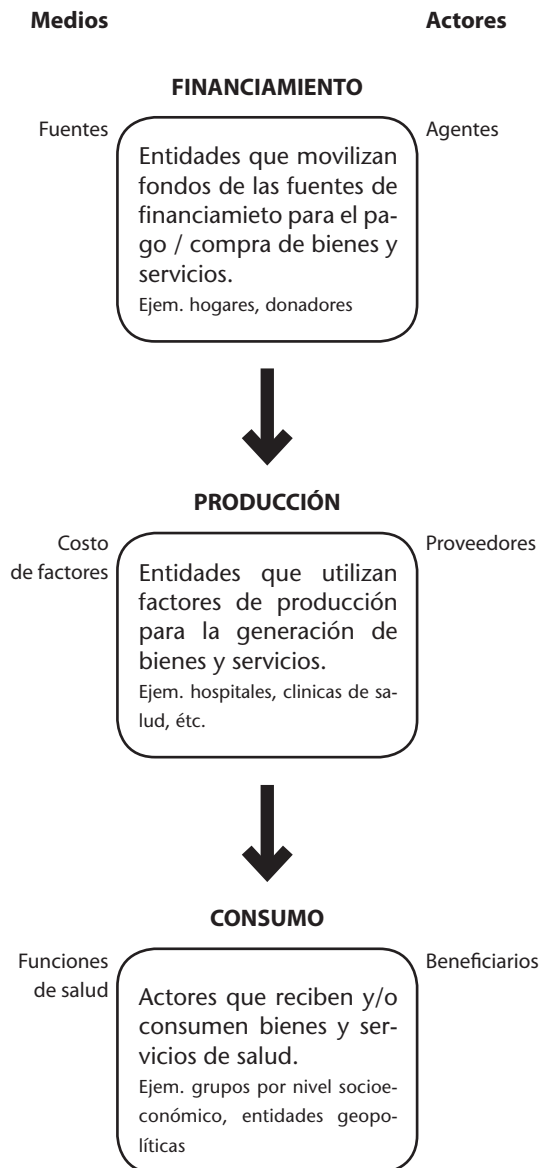 Medios
Actores
FINANCIAMIENTO
Fuentes
Agentes
Entidades que movilizan
fondos de las fuentes de
financiamieto para el pa-
go / compra de bienes y
servicios.
Ejem. hogares, donadores
PRODUCCIÓN
Costo
de factores
Proveedores
Entidades que utilizan
factores de producción
para la generación de
bienes y servicios.
Ejem. hospitales, clinicas de sa-
lud, étc.
CONSUMO
Funciones
de salud
Beneficiarios
Actores que reciben y/o
consumen bienes y ser-
vicios de salud.
Ejem. grupos por nivel socioe-
conómico, entidades geopo-
líticas